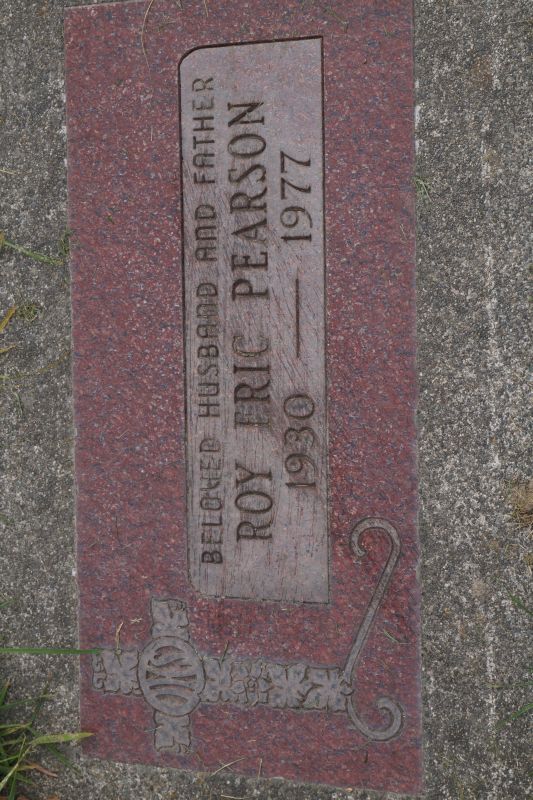 BELOVED HUSBAND AND FATHER
ROY ERIC PEARSON
1930 — 1977